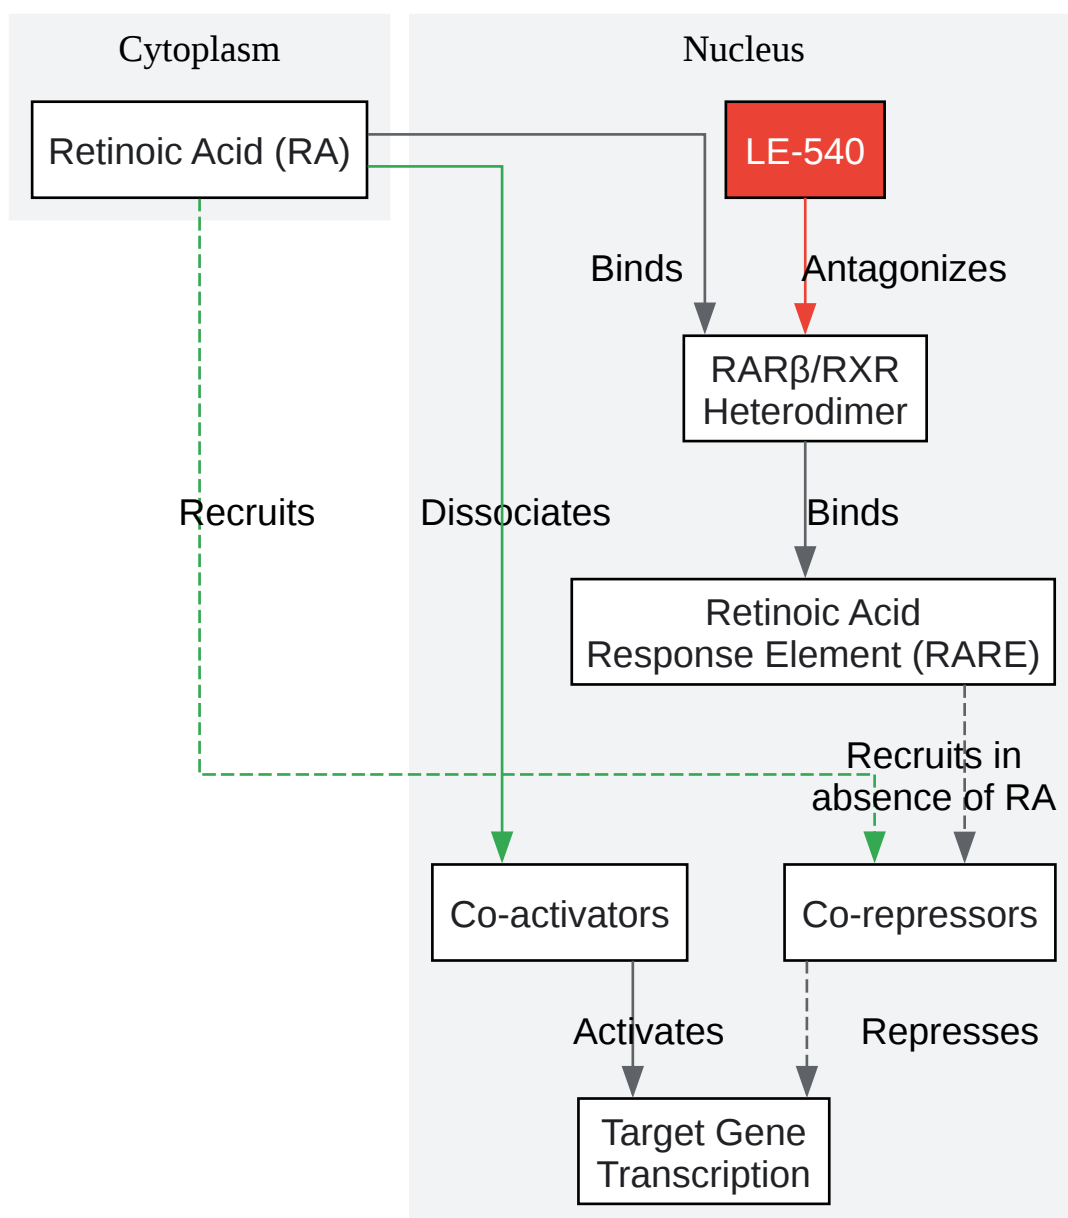 Cytoplasm
Nucleus
Retinoic Acid (RA)
LE-540
Binds
Antagonizes
RARβ/RXR
Heterodimer
Recruits
Dissociates
Binds
Retinoic Acid
Response Element (RARE)
Recruits in
absence of RA
Co-activators
Co-repressors
Activates
Represses
Target Gene
Transcription